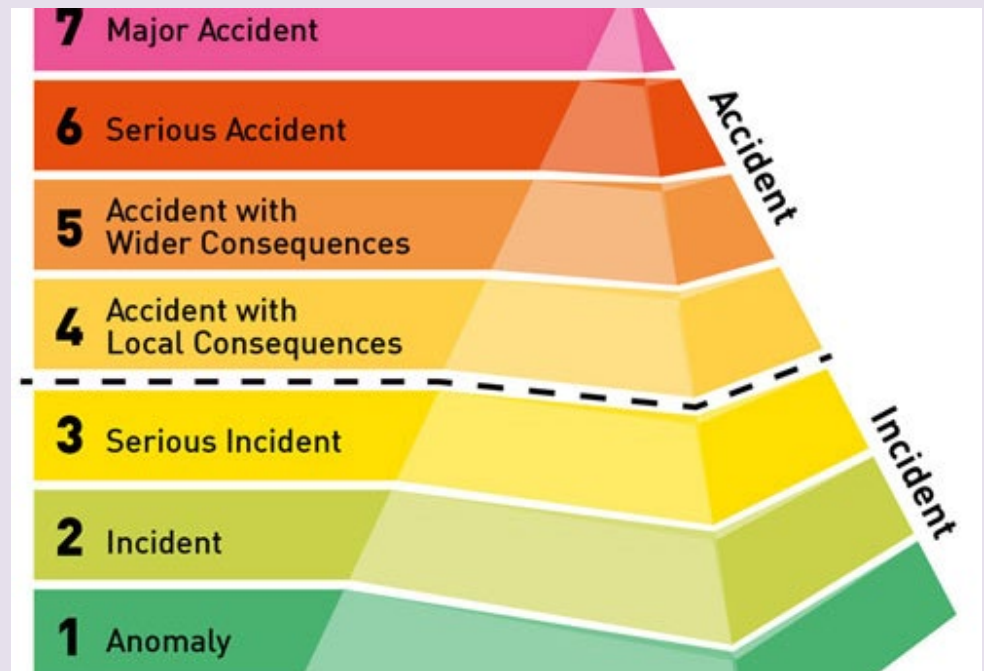 7 Major Accident
6 Serious Accident
5 Accident with
Wider Consequences
4 Accident with
Local Consequences
3 Serious Incident
2 Incident
1 Anomaly
Accident
Incident